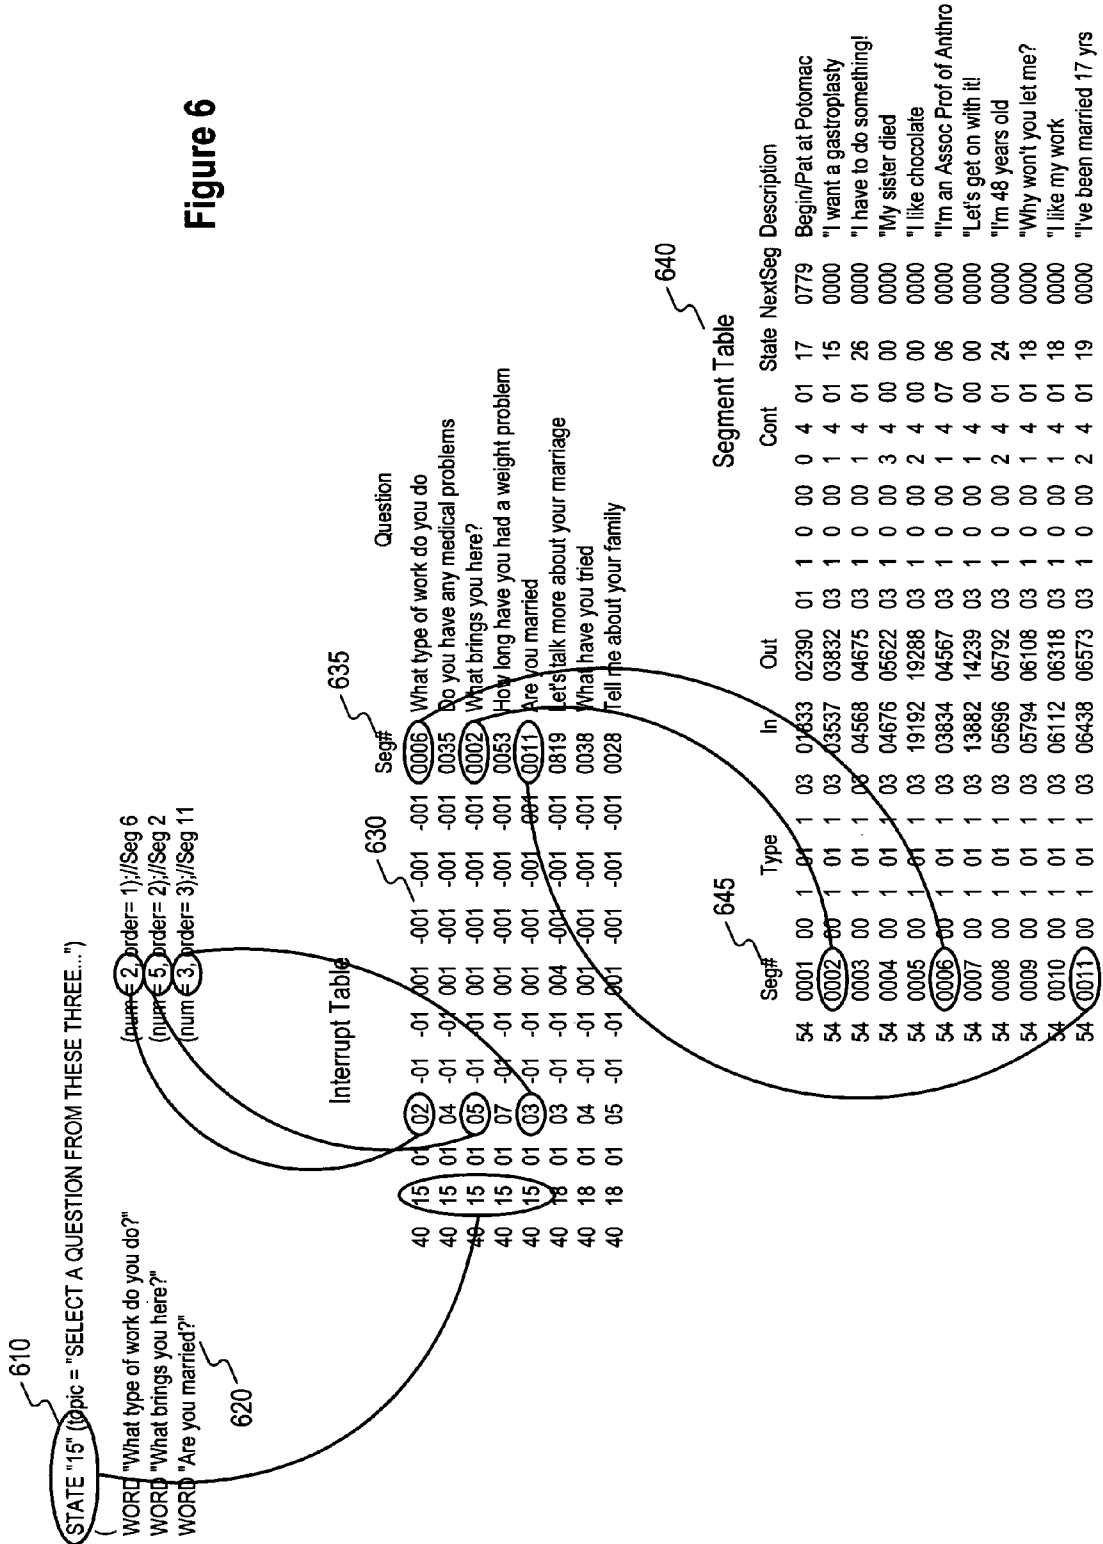 610
STATE "15" (topic = "SELECT A QUESTION FROM THESE THREE...")
(
WORD "What type of work do you do?" (num = 2, order= 1);//Seg 6
WORD "What brings you here?" (num = 5, order= 2);//Seg 2
WORD "Are you married?" (num = 3, order= 3);//Seg 11
620
Figure 6
Interrupt Table
630
635
Seg# Question
40 15 01 02 -01 -01 001 -001 -001 -001 0006 What type of work do you do
40 15 01 04 -01 -01 001 -001 -001 -001 0035 Do you have any medical problems
40 15 01 05 -01 -01 001 -001 -001 -001 0002 What brings you here?
40 15 01 07 -01 -01 001 -001 -001 -001 0053 How long have you had a weight problem
40 15 01 03 -01 -01 001 -001 -001 -001 0011 Are you married
40 18 01 03 -01 -01 004 -001 -001 -001 0819 Let's talk more about your marriage
40 18 01 04 -01 -01 001 -001 -001 -001 0038 What have you tried
40 18 01 05 -01 -01 001 -001 -001 -001 0028 Tell me about your family
645
Segment Table
640
Seg# Type In Out Cont State NextSeg Description
54 0001 00 1 01 1 03 01633 02390 01 1 0 00 0 4 01 17 0779 Begin/Pat at Potomac
54 0002 00 1 01 1 03 03537 03832 03 1 0 00 1 4 01 15 0000 "I want a gastroplasty
54 0003 00 1 01 1 03 04568 04675 03 1 0 00 1 4 01 26 0000 "I have to do something!
54 0004 00 1 01 1 03 04676 05622 03 1 0 00 3 4 00 00 0000 "My sister died
54 0005 00 1 01 1 03 19192 19288 03 1 0 00 2 4 00 00 0000 "I like chocolate
54 0006 00 1 01 1 03 03834 04567 03 1 0 00 1 4 07 06 0000 "I'm an Assoc Prof of Anthro
54 0007 00 1 01 1 03 13882 14239 03 1 0 00 1 4 00 00 0000 "Let's get on with it!
54 0008 00 1 01 1 03 05696 05792 03 1 0 00 2 4 01 24 0000 "I'm 48 years old
54 0009 00 1 01 1 03 05794 06108 03 1 0 00 1 4 01 18 0000 "Why won't you let me?
54 0010 00 1 01 1 03 06112 06318 03 1 0 00 1 4 01 18 0000 "I like my work
54 0011 00 1 01 1 03 06438 06573 03 1 0 00 2 4 01 19 0000 "I've been married 17 yrs